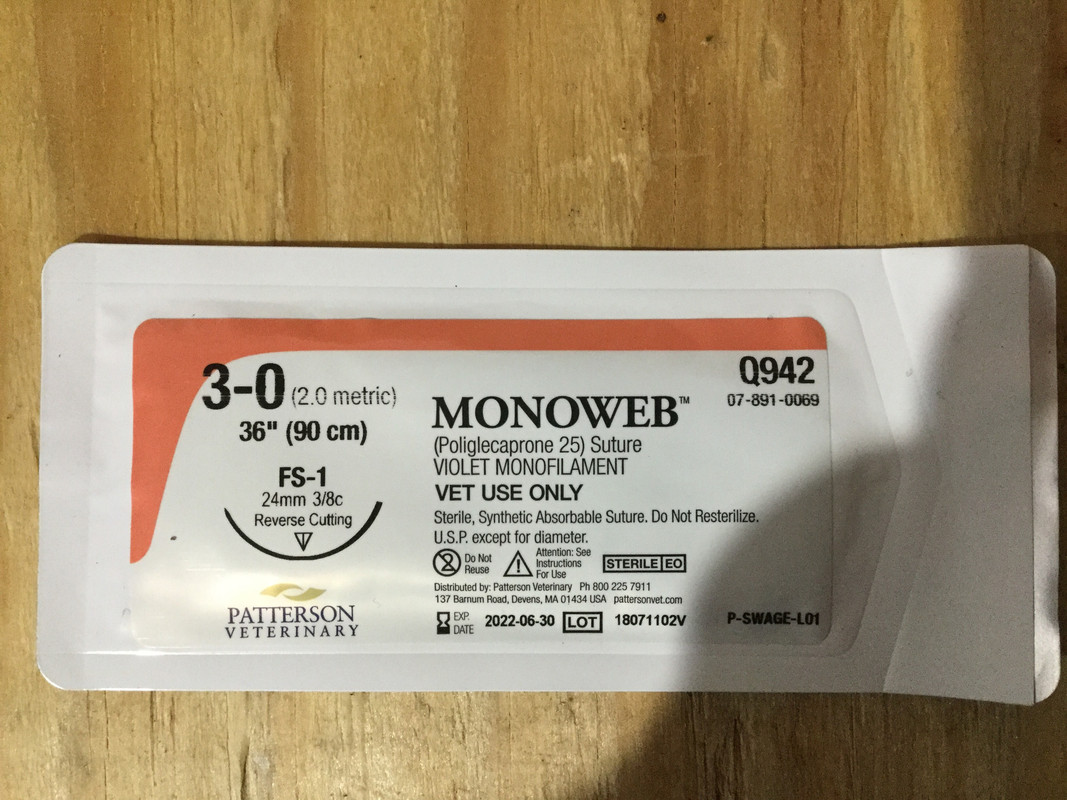 3-0 (2.0 metric)
36" (90 cm)
FS-1
24mm 3/8c
Reverse Cutting
PATTERSON
VETERINARY
MONOWEB™
(Poliglecaprone 25) Suture
VIOLET MONOFILAMENT
VET USE ONLY
Sterile, Synthetic Absorbable Suture. Do Not Resterilize.
U.S.P. except for diameter.
2 Do Not
Reuse
Attention: See
Instructions
For Use
STERILE EO
Distributed by: Patterson Veterinary Ph 800 225 7911
137 Barnum Road, Devens, MA 01434 USA pattersonvet.com
EXP. DATE 2022-06-30 LOT 18071102V
Q942
07-891-0069
P-SWAGE-L01